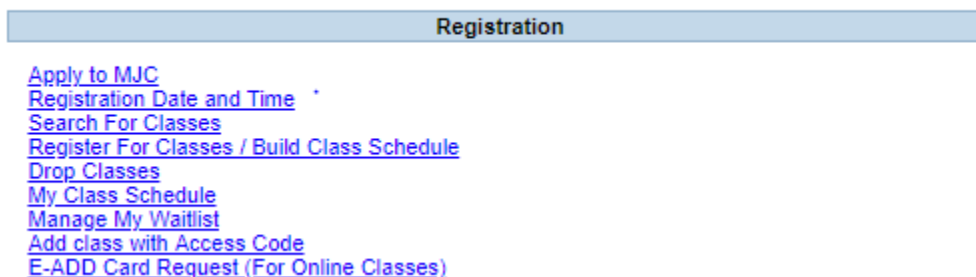 Registration
Apply to MJC
Registration Date and Time *
Search For Classes
Register For Classes / Build Class Schedule
Drop Classes
My Class Schedule
Manage My Waitlist
Add class with Access Code
E-ADD Card Request (For Online Classes)